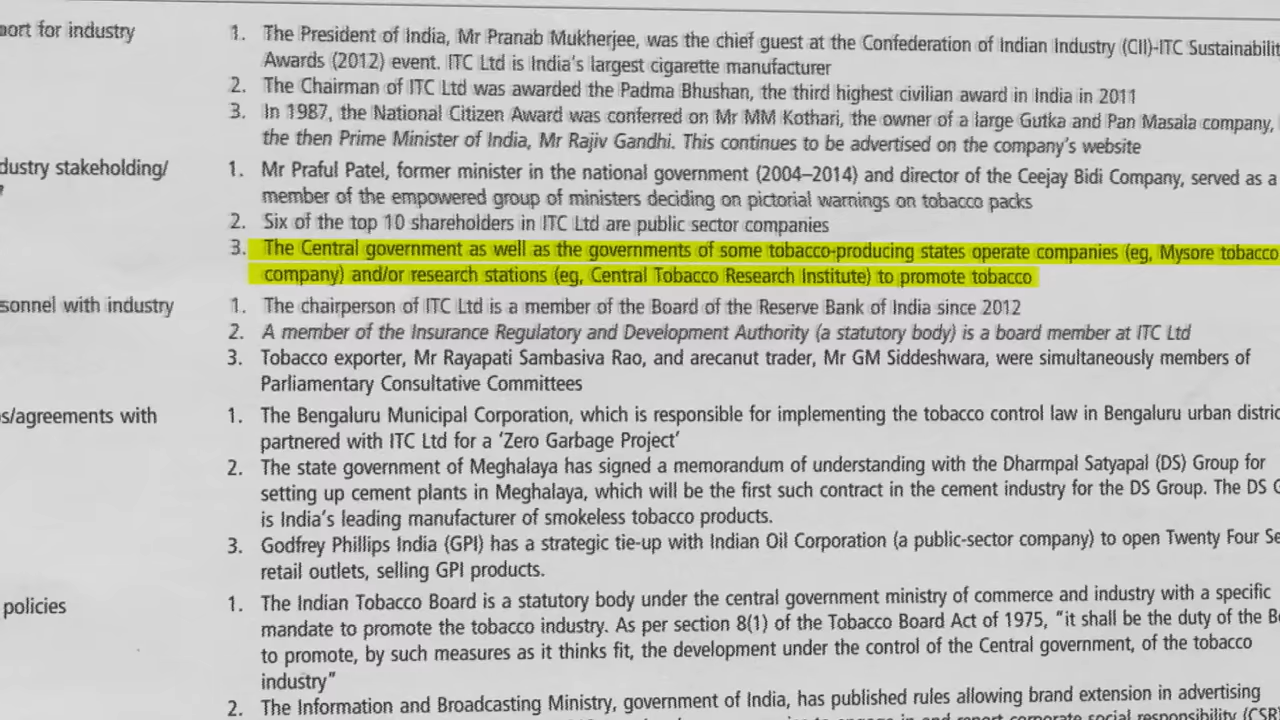 port for industry
1. The President of India, Mr Pranab Mukherjee, was the chief guest at the Confederation of Indian Industry (CII)-ITC Sustainabilit
Awards (2012) event. ITC Ltd is India's largest cigarette manufacturer
2. The Chairman of ITC Ltd was awarded the Padma Bhushan, the third highest civilian award in India in 2011
3. In 1987, the National Citizen Award was conferred on Mr MM Kothari, the owner of a large Gutka and Pan Masala company,
the then Prime Minister of India, Mr Rajiv Gandhi. This continues to be advertised on the company's website
dustry stakeholding/
1. Mr Praful Patel, former minister in the national government (2004–2014) and director of the Ceejay Bidi Company, served as a
member of the empowered group of ministers deciding on pictorial warnings on tobacco packs
2. Six of the top 10 shareholders in ITC Ltd are public sector companies
3. The Central government as well as the governments of some tobacco-producing states operate companies (eg, Mysore tobacco
company) and/or research stations (eg, Central Tobacco Research Institute) to promote tobacco
sonnel with industry
1. The chairperson of ITC Ltd is a member of the Board of the Reserve Bank of India since 2012
2. A member of the Insurance Regulatory and Development Authority (a statutory body) is a board member at ITC Ltd
3. Tobacco exporter, Mr Rayapati Sambasiva Rao, and arecanut trader, Mr GM Siddeshwara, were simultaneously members of
Parliamentary Consultative Committees
s/agreements with
1. The Bengaluru Municipal Corporation, which is responsible for implementing the tobacco control law in Bengaluru urban distric
partnered with ITC Ltd for a 'Zero Garbage Project'
2. The state government of Meghalaya has signed a memorandum of understanding with the Dharmpal Satyapal (DS) Group for
setting up cement plants in Meghalaya, which will be the first such contract in the cement industry for the DS Group. The DS G
is India's leading manufacturer of smokeless tobacco products.
3. Godfrey Phillips India (GPI) has a strategic tie-up with Indian Oil Corporation (a public-sector company) to open Twenty Four Se
retail outlets, selling GPI products.
policies
1. The Indian Tobacco Board is a statutory body under the central government ministry of commerce and industry with a specific
mandate to promote the tobacco industry. As per section 8(1) of the Tobacco Board Act of 1975, "it shall be the duty of the B
to promote, by such measures as it thinks fit, the development under the control of the Central government, of the tobacco
industry"
2. The Information and Broadcasting Ministry, government of India, has published rules allowing brand extension in advertising